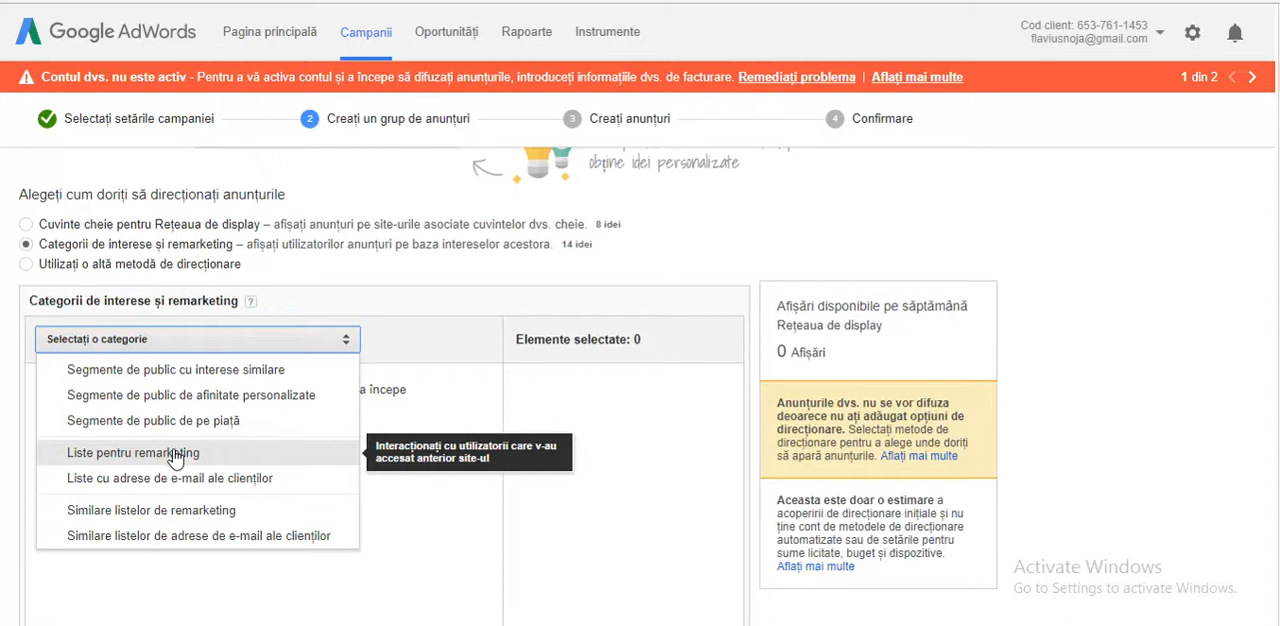 Google AdWords
Pagina principală
Campanii
Oportunități
Rapoarte
Instrumente
Cod client: 653-761-1453
flaviusnoja@gmail.com
Contul dvs. nu este activ - Pentru a vă activa contul și a începe să difuzați anunțurile, introduceți informațiile dvs. de facturare. Remediați problema | Aflați mai multe
1 din 2
Selectați setările campaniei
2 Creați un grup de anunțuri
3 Creați anunțuri
4 Confirmare
obține idei personalizate
Alegeți cum doriți să direcționați anunțurile
Cuvinte cheie pentru Rețeaua de display – afișați anunțuri pe site-urile asociate cuvintelor dvs. cheie. 8 idei
Categorii de interese și remarketing – afișați utilizatorilor anunțuri pe baza intereselor acestora. 14 idei
Utilizați o altă metodă de direcționare
Categorii de interese și remarketing ?
Selectați o categorie
Elemente selectate: 0
Segmente de public cu interese similare
a începe
Segmente de public de afinitate personalizate
Segmente de public de pe piață
Liste pentru remarketing
Interacționați cu utilizatorii care v-au
accesat anterior site-ul
Liste cu adrese de e-mail ale clienților
Similare listelor de remarketing
Similare listelor de adrese de e-mail ale clienților
Afișări disponibile pe săptămână
Rețeaua de display
0 Afișări
Anunțurile dvs. nu se vor difuza
deoarece nu ați adăugat opțiuni de
direcționare. Selectați metode de
direcționare pentru a alege unde doriți
să apară anunțurile. Aflați mai multe
Aceasta este doar o estimare a
acoperirii de direcționare inițiale și nu
ține cont de metodele de direcționare
automatizate sau de setările pentru
sume licitate, buget și dispozitive.
Aflați mai multe
Activate Windows
Go to Settings to activate Windows.